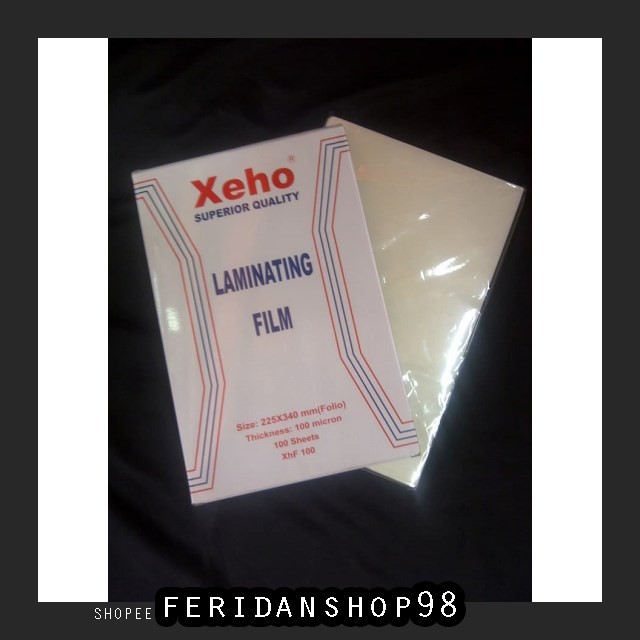 Xeho®
SUPERIOR QUALITY
LAMINATING
FILM
Size: 225X340 mm(Folio)
Thickness: 100 micron
100 Sheets
XhF 100
SHOPEE FERIDANSHOP98